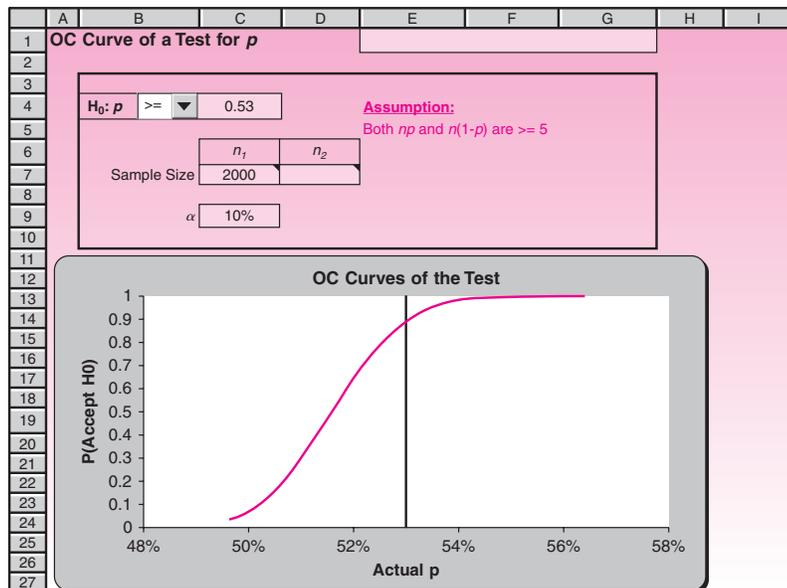 A B C D E F G H I
1 OC Curve of a Test for p
2
3
4 H0: p >= 0.53 Assumption:
5 Both np and n(1-p) are >= 5
6 n1 n2
7 Sample Size 2000
8
9 α 10%
10
11
12 OC Curves of the Test
13
14
15
16
17
18
19
20
21
22
23
24
25
26
27
1
0.9
0.8
0.7
0.6
0.5
0.4
0.3
0.2
0.1
0
P(Accept H0)
48% 50% 52% 54% 56% 58%
Actual p